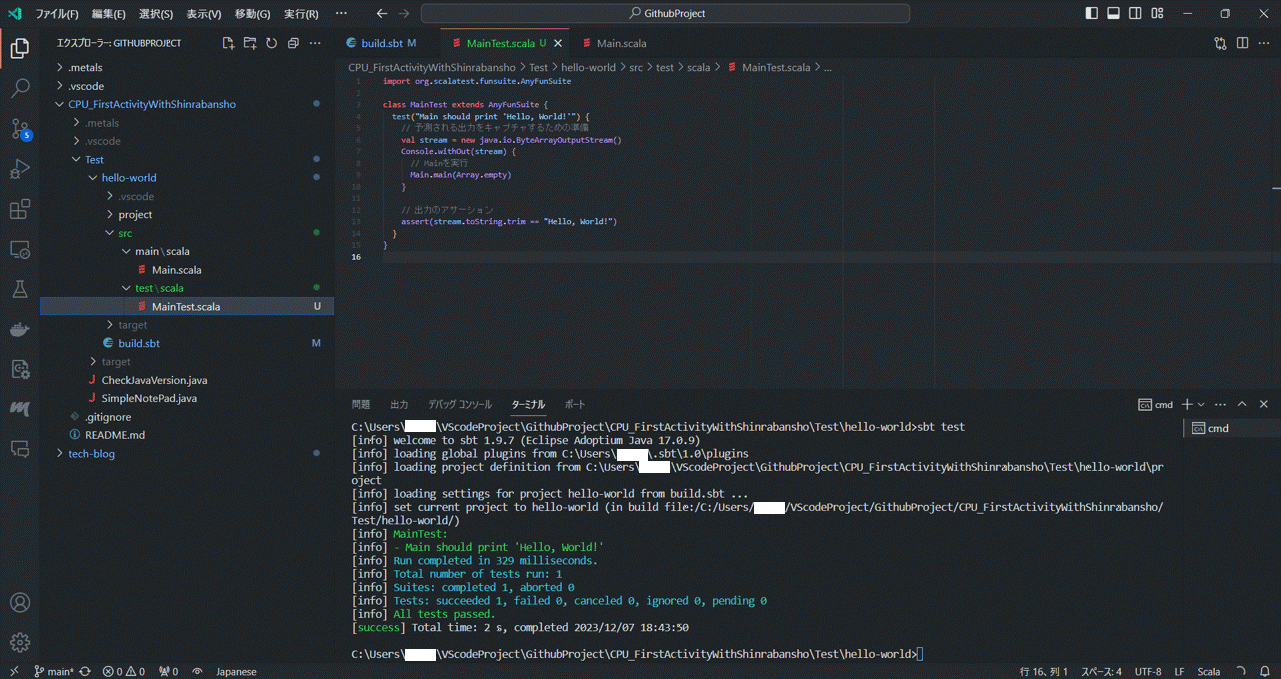 ファイル(F) 編集(E) 選択(S) 表示(V) 移動(G) 実行(R) ··· GithubProject
エクスプローラー: GITHUBPROJECT
.metals
.vscode
CPU_FirstActivityWithShinrabansho
.metals
.vscode
Test
hello-world
.vscode
project
src
main\scala
Main.scala
test\scala
MainTest.scala U
target
build.sbt M
target
CheckJavaVersion.java
SimpleNotePad.java
.gitignore
README.md
tech-blog
5
build.sbt M MainTest.scala U Main.scala
CPU_FirstActivityWithShinrabansho > Test > hello-world > src > test > scala > MainTest.scala > ...
1 import org.scalatest.funsuite.AnyFunSuite
2
3 class MainTest extends AnyFunSuite {
4 test("Main should print 'Hello, World!'") {
5 // 予測される出力をキャプチャするための準備
6 val stream = new java.io.ByteArrayOutputStream()
7 Console.withOut(stream) {
8 // Mainを実行
9 Main.main(Array.empty)
10 }
11
12 // 出力のアサーション
13 assert(stream.toString.trim == "Hello, World!")
14 }
15 }
16
問題 出力 デバッグ コンソール ターミナル ポート cmd
cmd
C:\Users\ \VScodeProject\GithubProject\CPU_FirstActivityWithShinrabansho\Test\hello-world>sbt test
[info] welcome to sbt 1.9.7 (Eclipse Adoptium Java 17.0.9)
[info] loading global plugins from C:\Users\ \.sbt\1.0\plugins
[info] loading project definition from C:\Users\ \VScodeProject\GithubProject\CPU_FirstActivityWithShinrabansho\Test\hello-world\pr
oject
[info] loading settings for project hello-world from build.sbt ...
[info] set current project to hello-world (in build file:/C:/Users/ /VScodeProject/GithubProject/CPU_FirstActivityWithShinrabansho/
Test/hello-world/)
[info] MainTest:
[info] - Main should print 'Hello, World!'
[info] Run completed in 329 milliseconds.
[info] Total number of tests run: 1
[info] Suites: completed 1, aborted 0
[info] Tests: succeeded 1, failed 0, canceled 0, ignored 0, pending 0
[info] All tests passed.
[success] Total time: 2 s, completed 2023/12/07 18:43:50
C:\Users\ \VScodeProject\GithubProject\CPU_FirstActivityWithShinrabansho\Test\hello-world>
main* 0 0 0 Japanese 行 16、列 1 スペース: 4 UTF-8 LF Scala